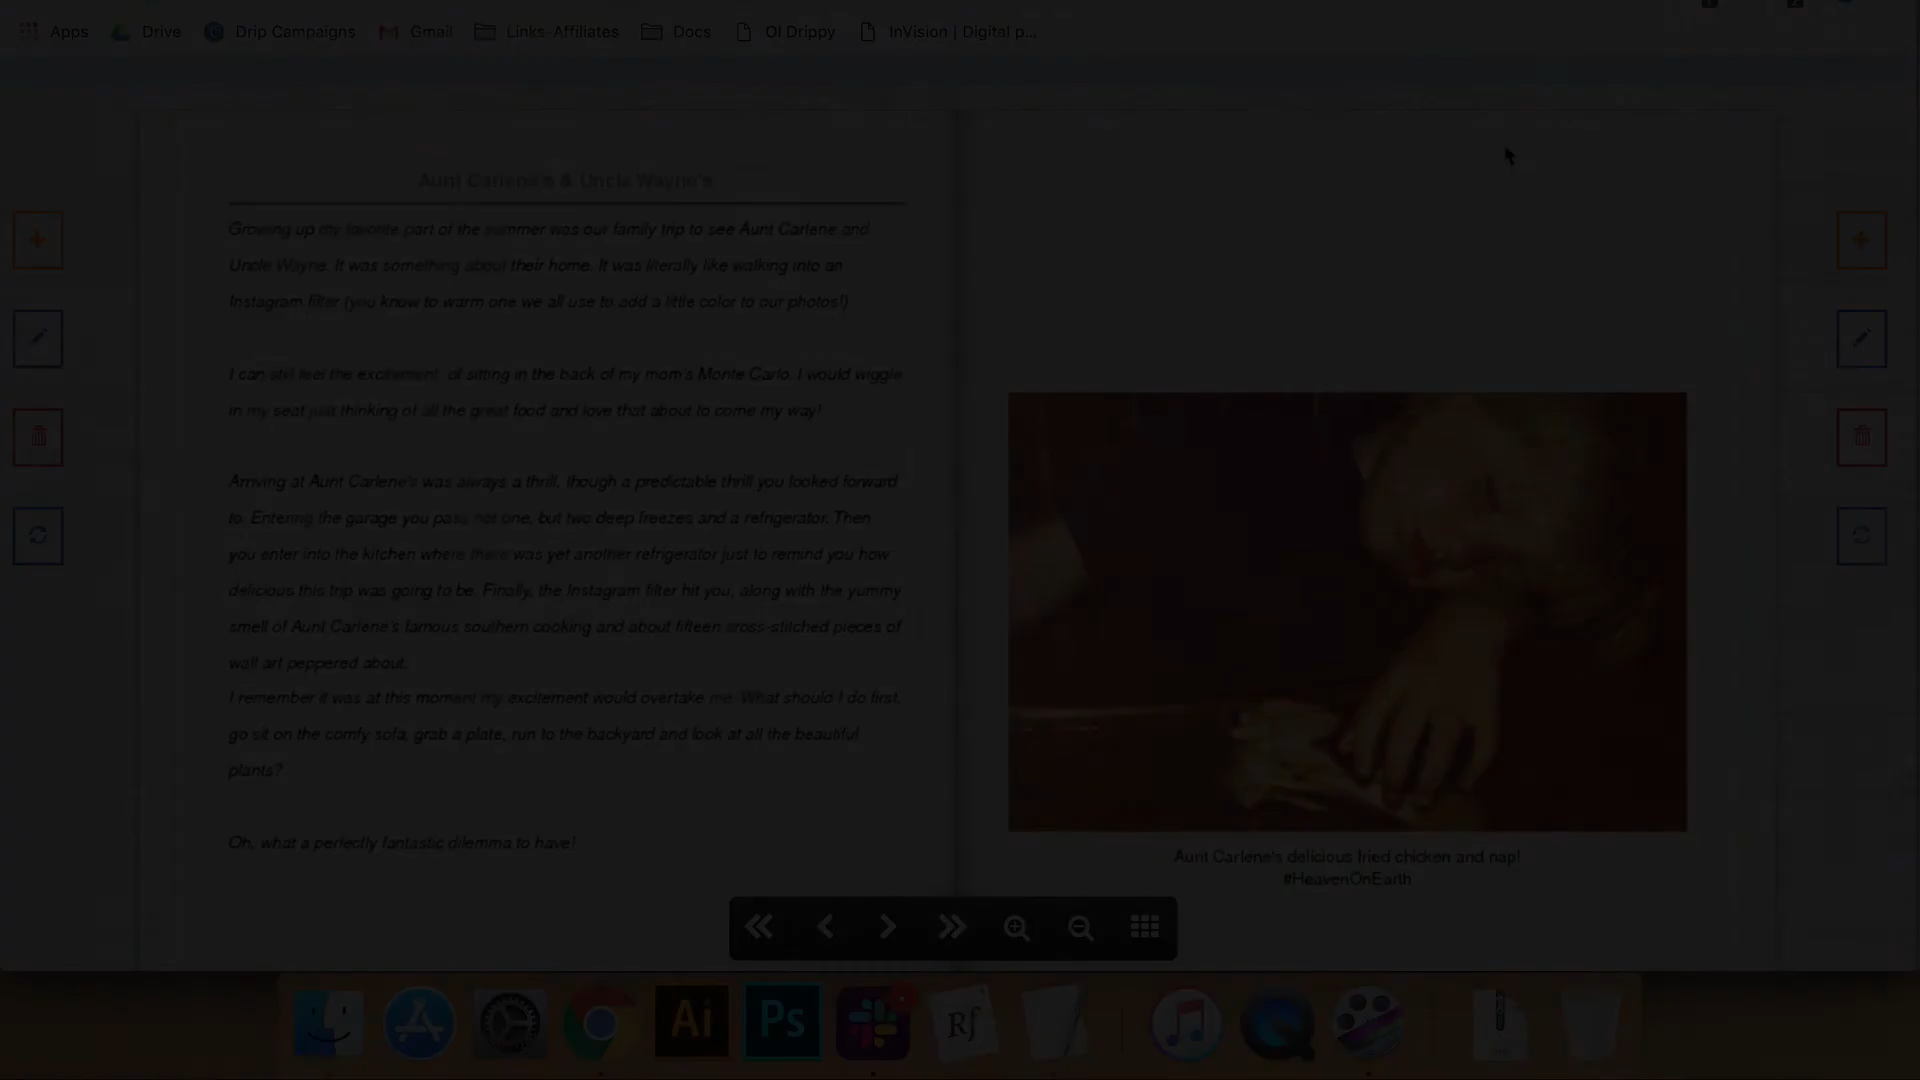 Apps Drive Drip Campaigns Gmail Links-Affiliates Docs OI Drippy InVision | Digital p...
Aunt Carlene's & Uncle Wayne's
Growing up my favorite part of the summer was our family trip to see Aunt Carlene and
Uncle Wayne. It was something about their home. It was literally like walking into an
Instagram filter (you know to warm one we all use to add a little color to our photos!)
I can still feel the excitement of sitting in the back of my mom's Monte Carlo. I would wiggle
in my seat just thinking of all the great food and love that about to come my way!
Arriving at Aunt Carlene's was always a thrill, though a predictable thrill you looked forward
to. Entering the garage you pass not one, but two deep freezes and a refrigerator. Then
you enter into the kitchen where there was yet another refrigerator just to remind you how
delicious this trip was going to be. Finally, the Instagram filter hit you, along with the yummy
smell of Aunt Carlene's famous southern cooking and about fifteen cross-stitched pieces of
wall art peppered about.
I remember it was at this moment my excitement would overtake me. What should I do first,
go sit on the comfy sofa, grab a plate, run to the backyard and look at all the beautiful
plants?
Oh, what a perfectly fantastic dilemma to have!
Aunt Carlene's delicious fried chicken and nap!
#HeavenOnEarth
Ai Ps Rf